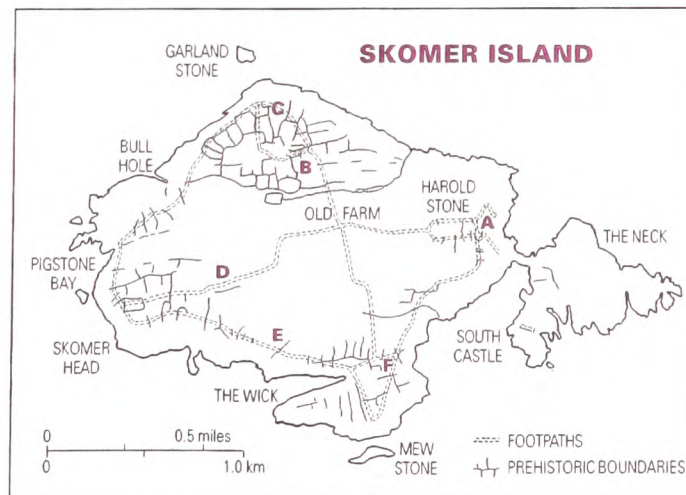 SKOMER ISLAND
GARLAND
STONE
G
BULL
HOLE
B
HAROLD
STONE
OLD FARM
A
THE NECK
PIGSTONE
BAY
D
E
SOUTH
CASTLE
SKOMER
HEAD
F
THE WICK
0 0.5 miles
0 1.0 km
MEW
STONE
FOOTPATHS
PREHISTORIC BOUNDARIES